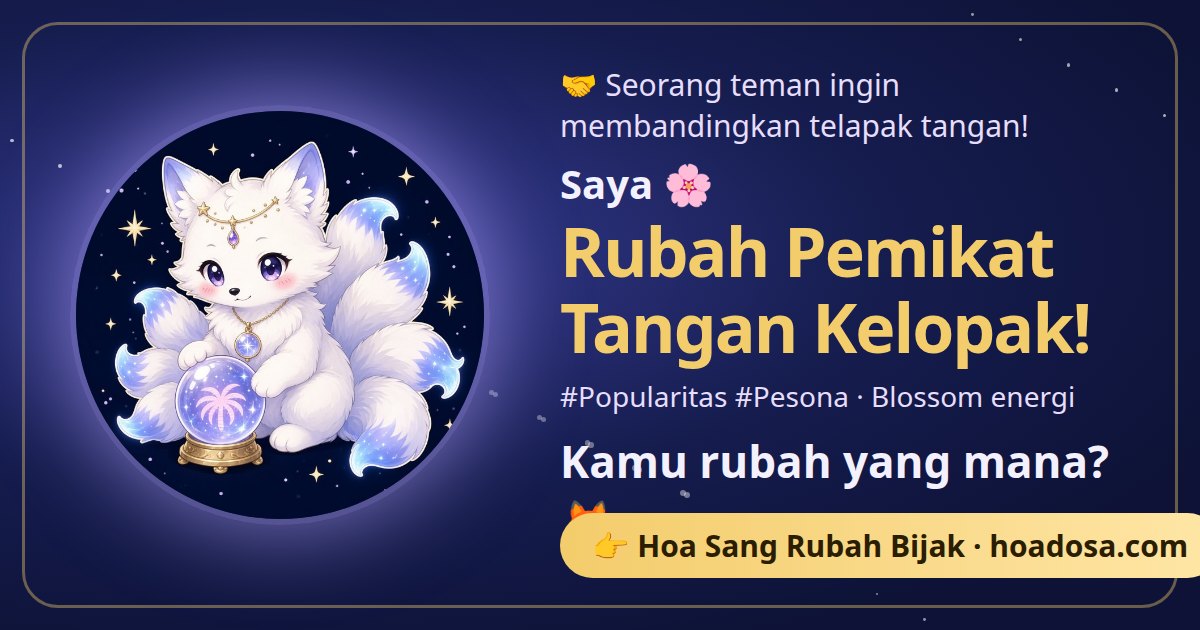 🤝 Seorang teman ingin
membandingkan telapak tangan!
Saya 🌸
Rubah Pemikat
Tangan Kelopak!
#Popularitas #Pesona · Blossom energi
Kamu rubah yang mana?
🦊
👉 Hoa Sang Rubah Bijak · hoadosa.com